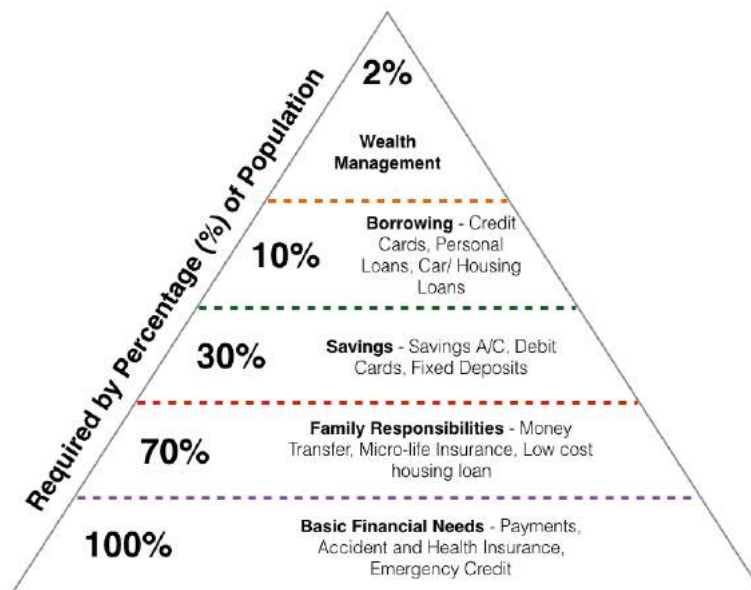 Required by Percentage (%) of Population
2%
Wealth
Management
10%
Borrowing - Credit
Cards, Personal
Loans, Car/ Housing
Loans
30%
Savings - Savings A/C, Debit
Cards, Fixed Deposits
70%
Family Responsibilities - Money
Transfer, Micro-life Insurance, Low cost
housing loan
100%
Basic Financial Needs - Payments,
Accident and Health Insurance,
Emergency Credit